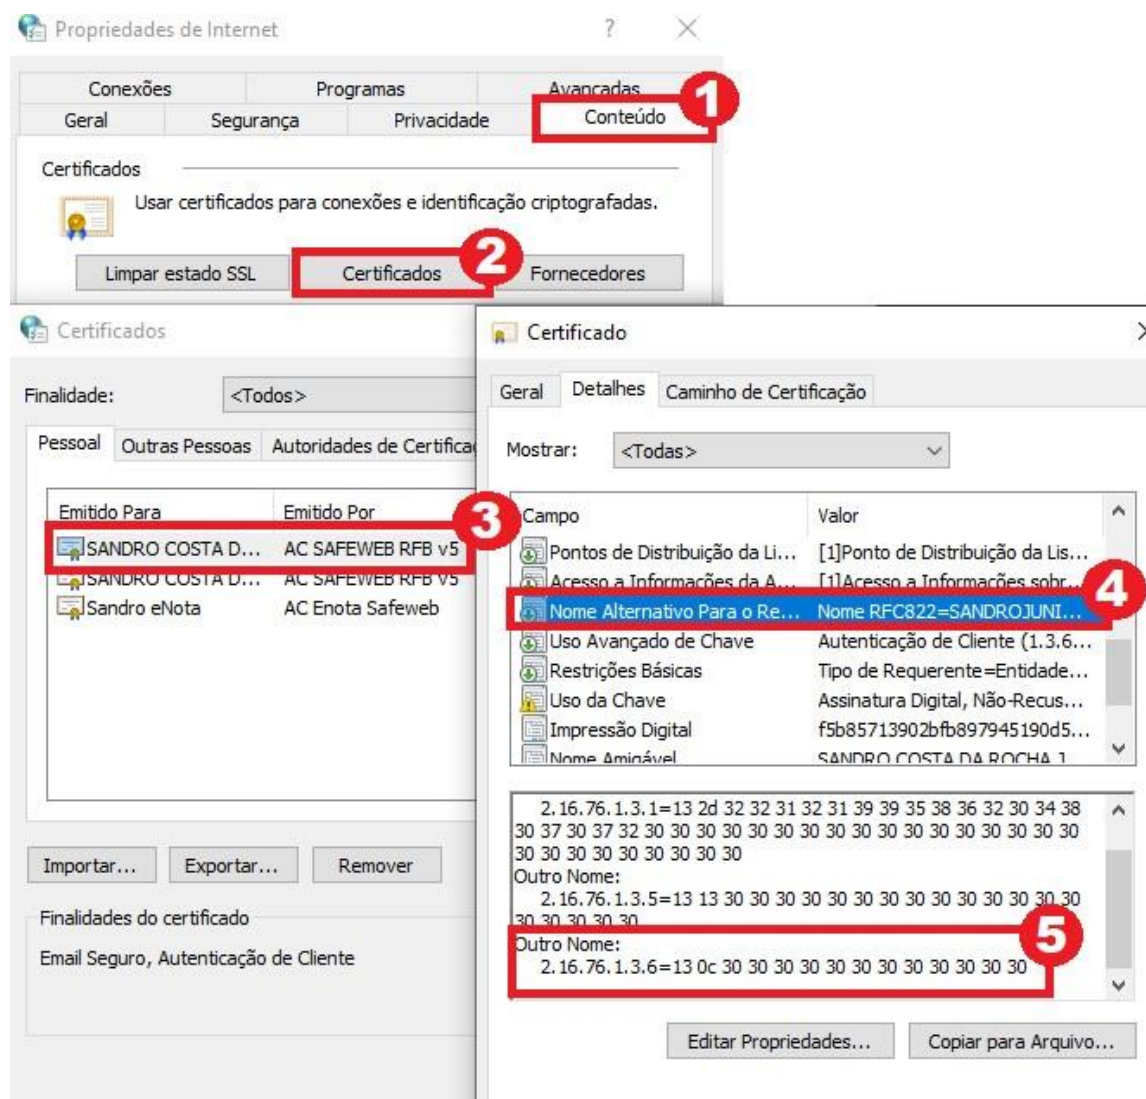 Propriedades de Internet
?
Conexões Programas Avançadas
Geral Segurança Privacidade Conteúdo
1
Certificados
Usar certificados para conexões e identificação criptografadas.
2
Limpar estado SSL Certificados Fornecedores
Certificados
Finalidade: <Todos>
Pessoal Outras Pessoas Autoridades de Certifica
Emitido Para Emitido Por
3
SANDRO COSTA D... AC SAFEWEB RFB v5
SANDRO COSTA D... AC SAFEWEB RFB v5
Sandro eNota AC Enota Safeweb
Importar... Exportar... Remover
Finalidades do certificado
Email Seguro, Autenticação de Cliente
Certificado
Geral Detalhes Caminho de Certificação
Mostrar: <Todas>
Campo Valor
Pontos de Distribuição da Li... [1]Ponto de Distribuição da Lis...
Acesso a Informações da A... [1]Acesso a Informações sobr...
4
Nome Alternativo Para o Re... Nome RFC822=SANDROJUNI...
Uso Avançado de Chave Autenticação de Cliente (1.3.6...
Restrições Básicas Tipo de Requerente=Entidade...
Uso da Chave Assinatura Digital, Não-Recus...
Impressão Digital f5b85713902bfb897945190d5...
Nome Amigável SANDRO COSTA DA ROCHA J
2.16.76.1.3.1=13 2d 32 32 31 32 31 39 39 35 38 36 32 30 34 38
30 37 30 37 32 30 30 30 30 30 30 30 30 30 30 30 30 30 30 30 30 30
30 30 30 30 30 30 30 30 30
Outro Nome:
2.16.76.1.3.5=13 13 30 30 30 30 30 30 30 30 30 30 30 30 30 30
30 30 30 30 30
5
Outro Nome:
2.16.76.1.3.6=13 0c 30 30 30 30 30 30 30 30 30 30 30 30
Editar Propriedades... Copiar para Arquivo...